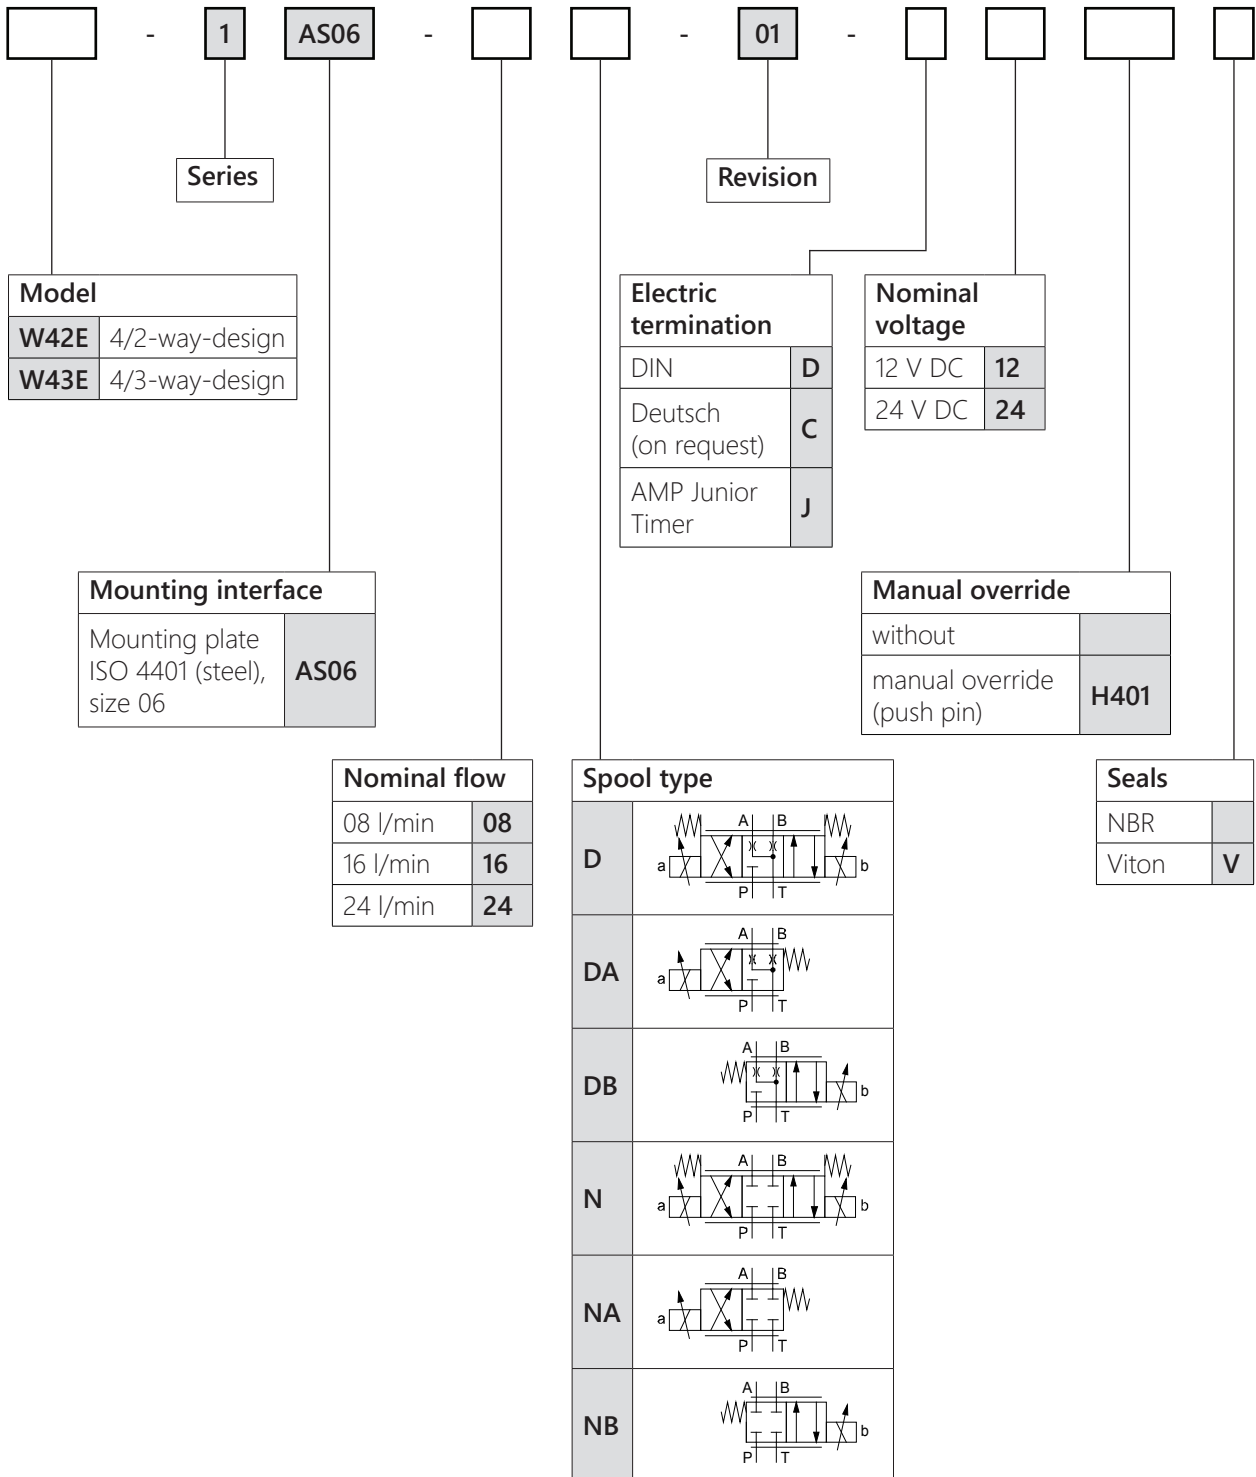 - 1 AS06 - - 01 -
Series
Revision
Model
W42E 4/2-way-design
W43E 4/3-way-design
Electric
termination
DIN D
Deutsch
(on request) C
AMP Junior
Timer J
Nominal
voltage
12 V DC 12
24 V DC 24
Mounting interface
Mounting plate
ISO 4401 (steel),
size 06
AS06
Manual override
without
manual override
(push pin)
H401
Nominal flow
08 l/min 08
16 l/min 16
24 l/min 24
Spool type
D
A B
a b
P T
DA
A B
a
P T
DB
A B
b
P T
N
A B
a b
P T
NA
A B
a
P T
NB
A B
b
P T
Seals
NBR
Viton V